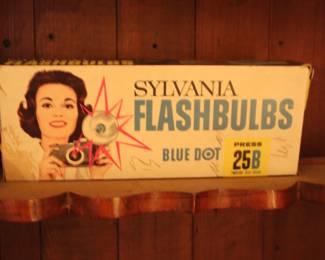 SYLVANIA
FLASHBULBS
BLUE DOT
PRESS
25B